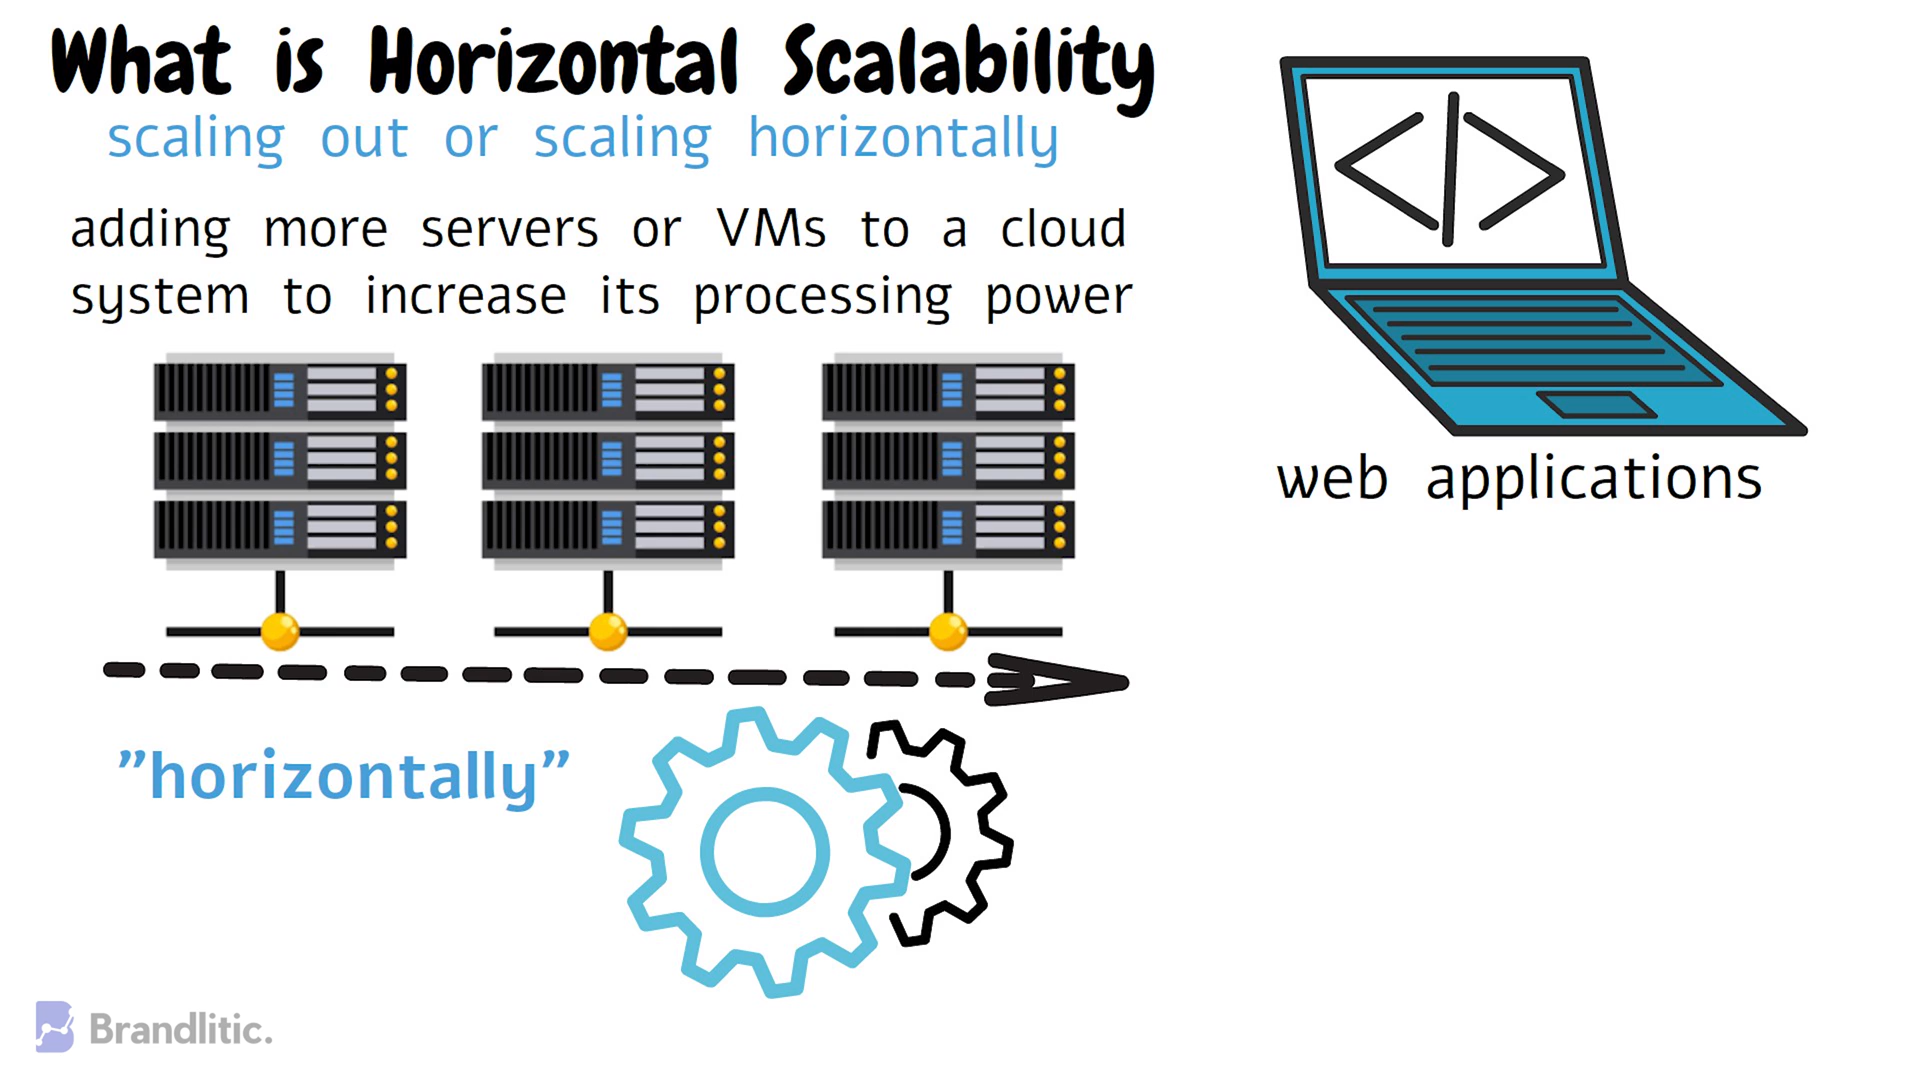 What is Horizontal Scalability
scaling out or scaling horizontally
adding more servers or VMs to a cloud
system to increase its processing power
</>
web applications
”horizontally”
Brandlitic.